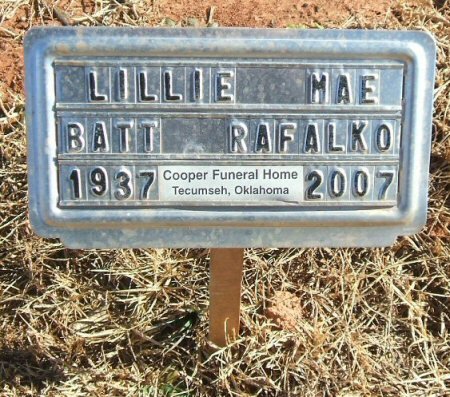 LILLIE MAE
BATT RAFALKO
1937 Cooper Funeral Home 2007
Tecumseh, Oklahoma